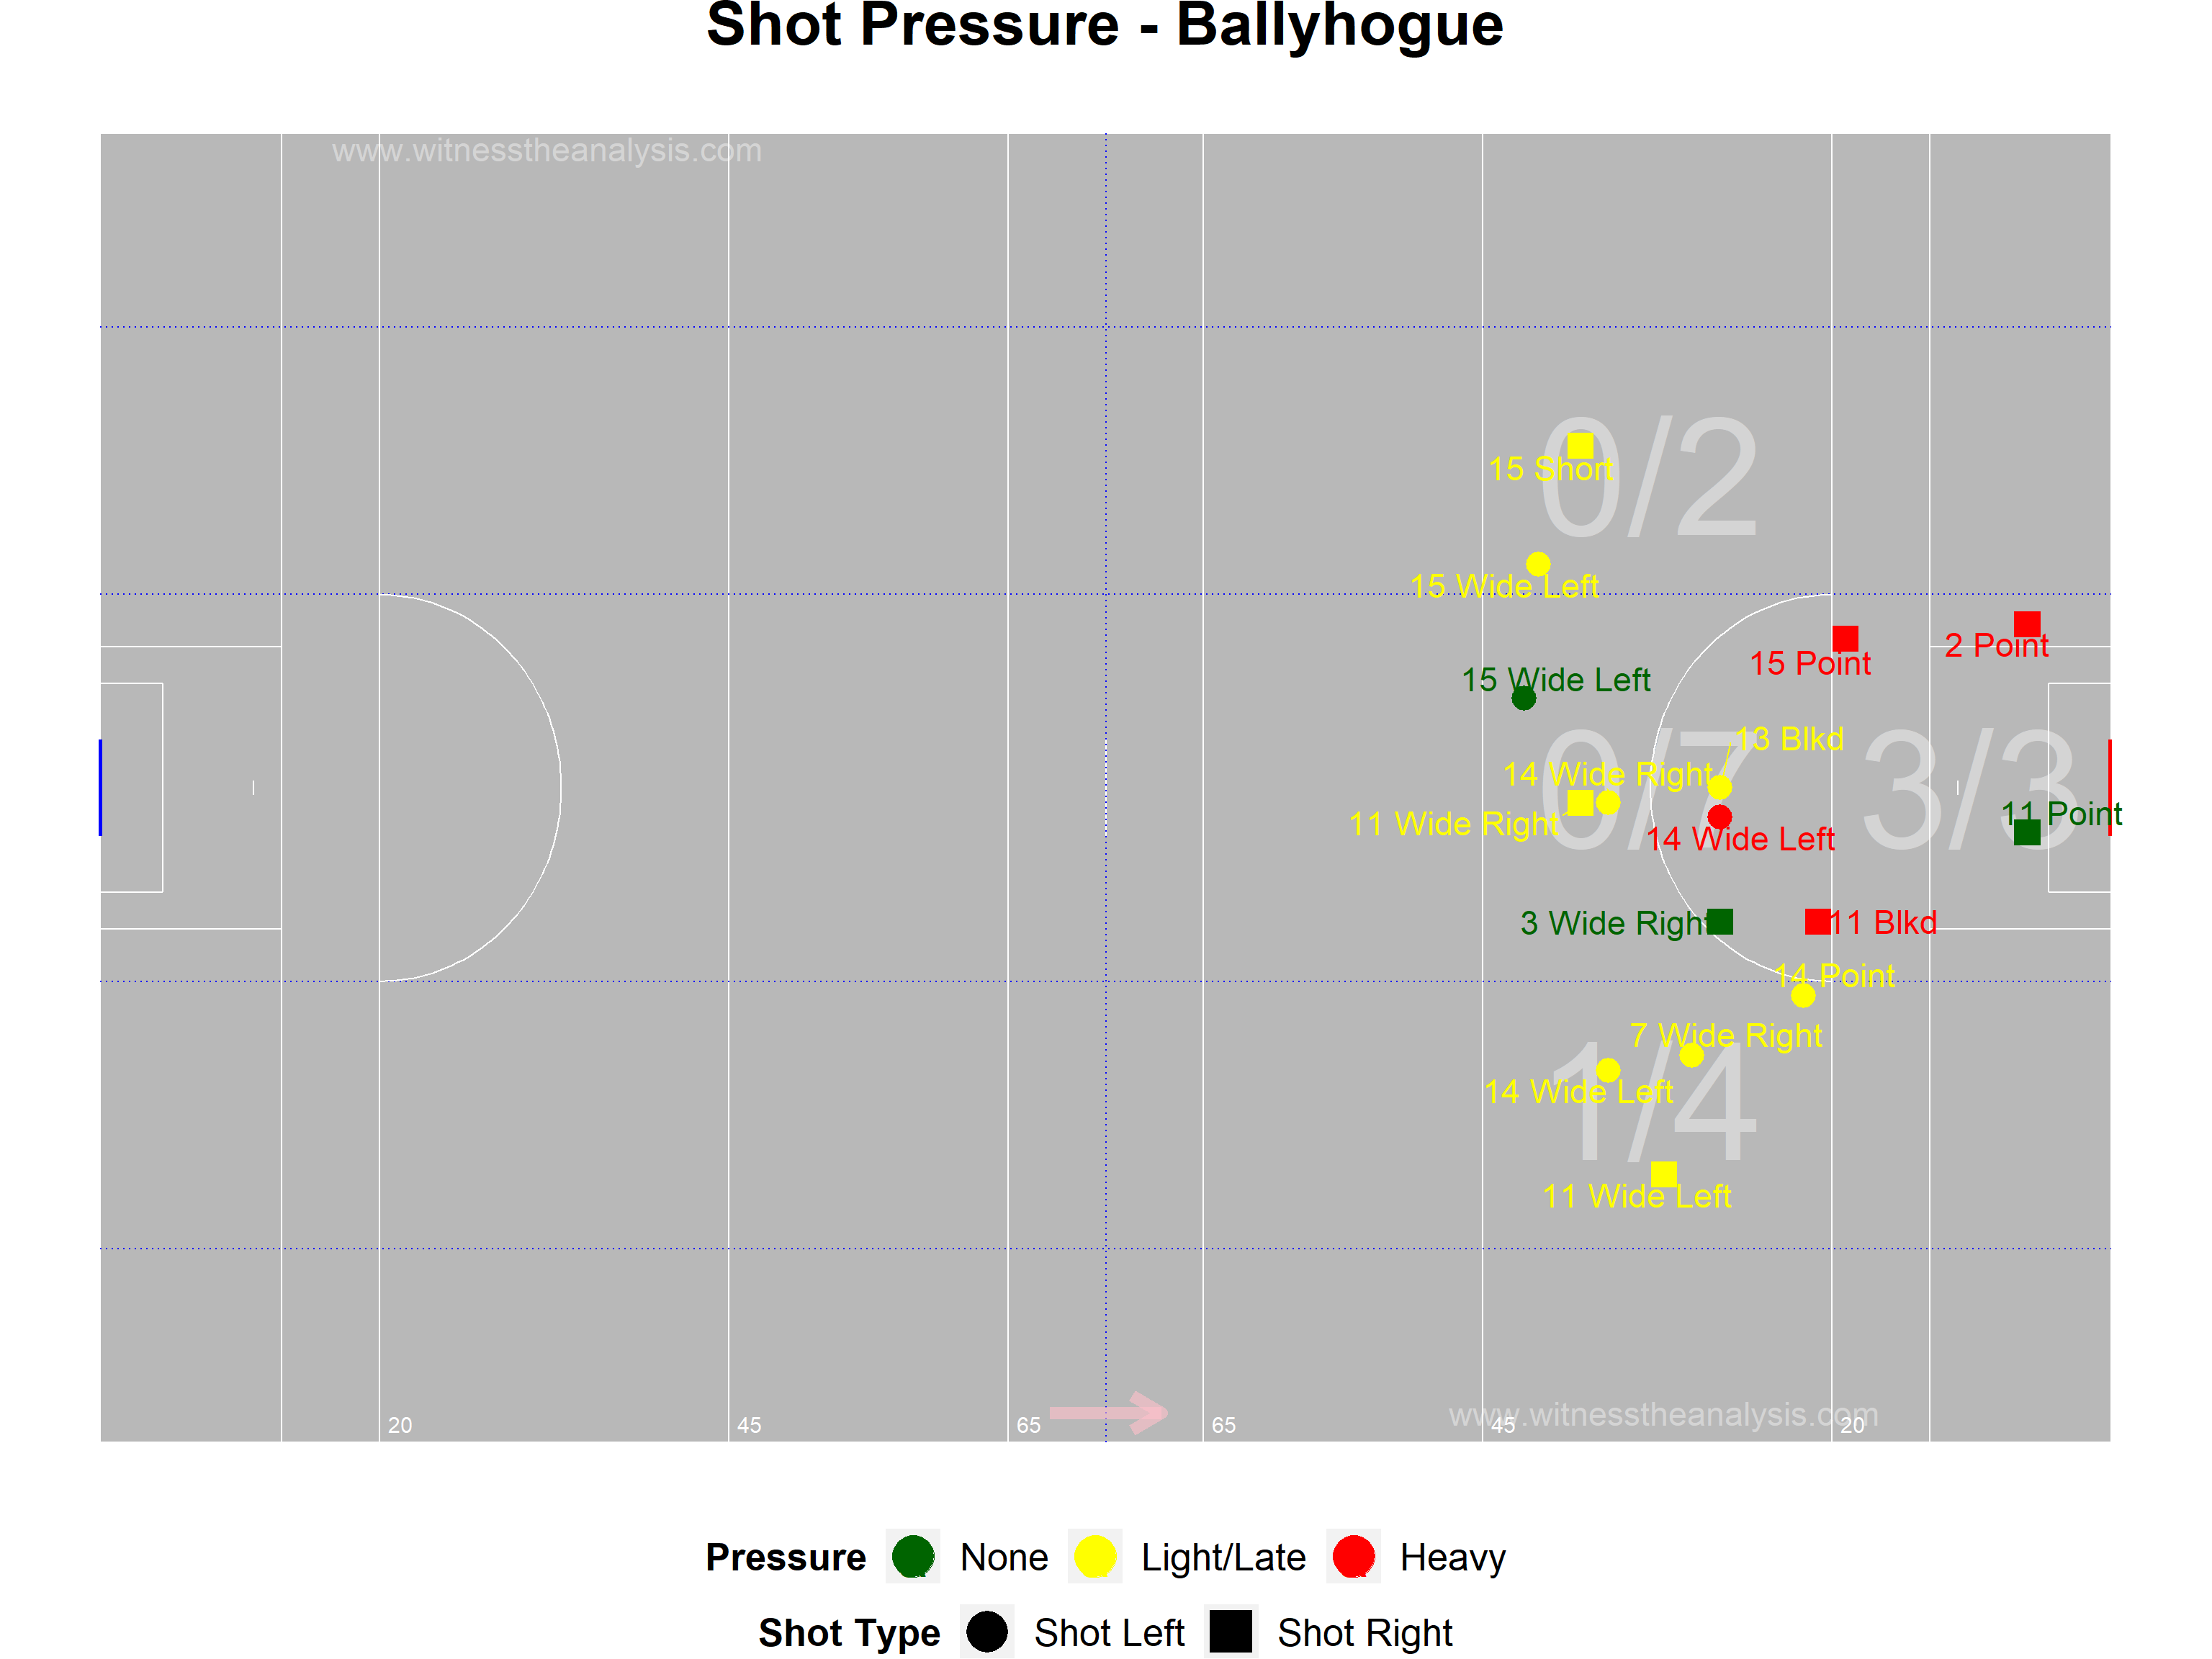 Shot Pressure - Ballyhogue
www.witnesstheanalysis.com
0/2
15 Short
15 Wide Left
2 Point
15 Point
15 Wide Left
13 Blkd
0/7
3/3
14 Wide Right
11 Point
11 Wide Right
14 Wide Left
3 Wide Right
11 Blkd
14 Point
7 Wide Right
1/4
14 Wide Left
11 Wide Left
www.witnesstheanalysis.com
20 45 65 65 45 20
Pressure None Light/Late Heavy
Shot Type Shot Left Shot Right